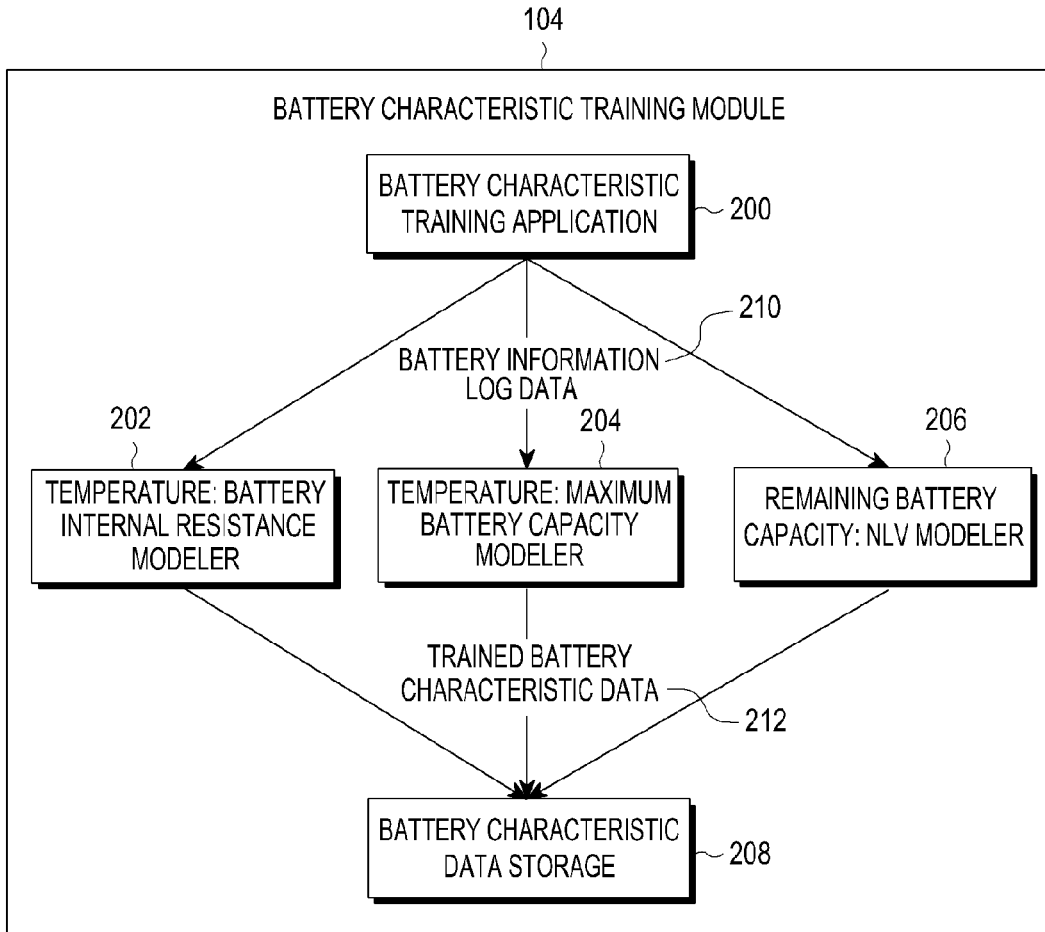 104
BATTERY CHARACTERISTIC TRAINING MODULE
BATTERY CHARACTERISTIC
TRAINING APPLICATION
200
210
BATTERY INFORMATION
LOG DATA
202
204
206
TEMPERATURE: BATTERY
INTERNAL RESISTANCE
MODELER
TEMPERATURE: MAXIMUM
BATTERY CAPACITY
MODELER
REMAINING BATTERY
CAPACITY: NLV MODELER
TRAINED BATTERY
CHARACTERISTIC DATA
212
BATTERY CHARACTERISTIC
DATA STORAGE
208